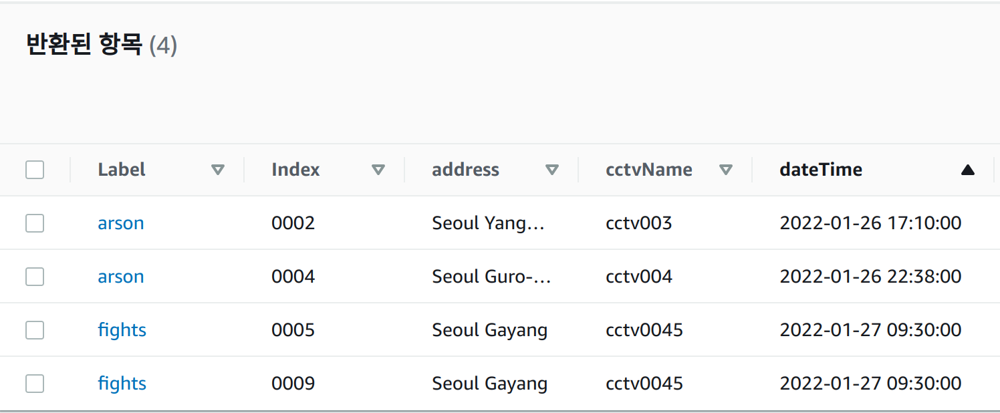 반환된 항목 (4)
Label Index address cctvName dateTime
arson 0002 Seoul Yang... cctv003 2022-01-26 17:10:00
arson 0004 Seoul Guro-... cctv004 2022-01-26 22:38:00
fights 0005 Seoul Gayang cctv0045 2022-01-27 09:30:00
fights 0009 Seoul Gayang cctv0045 2022-01-27 09:30:00